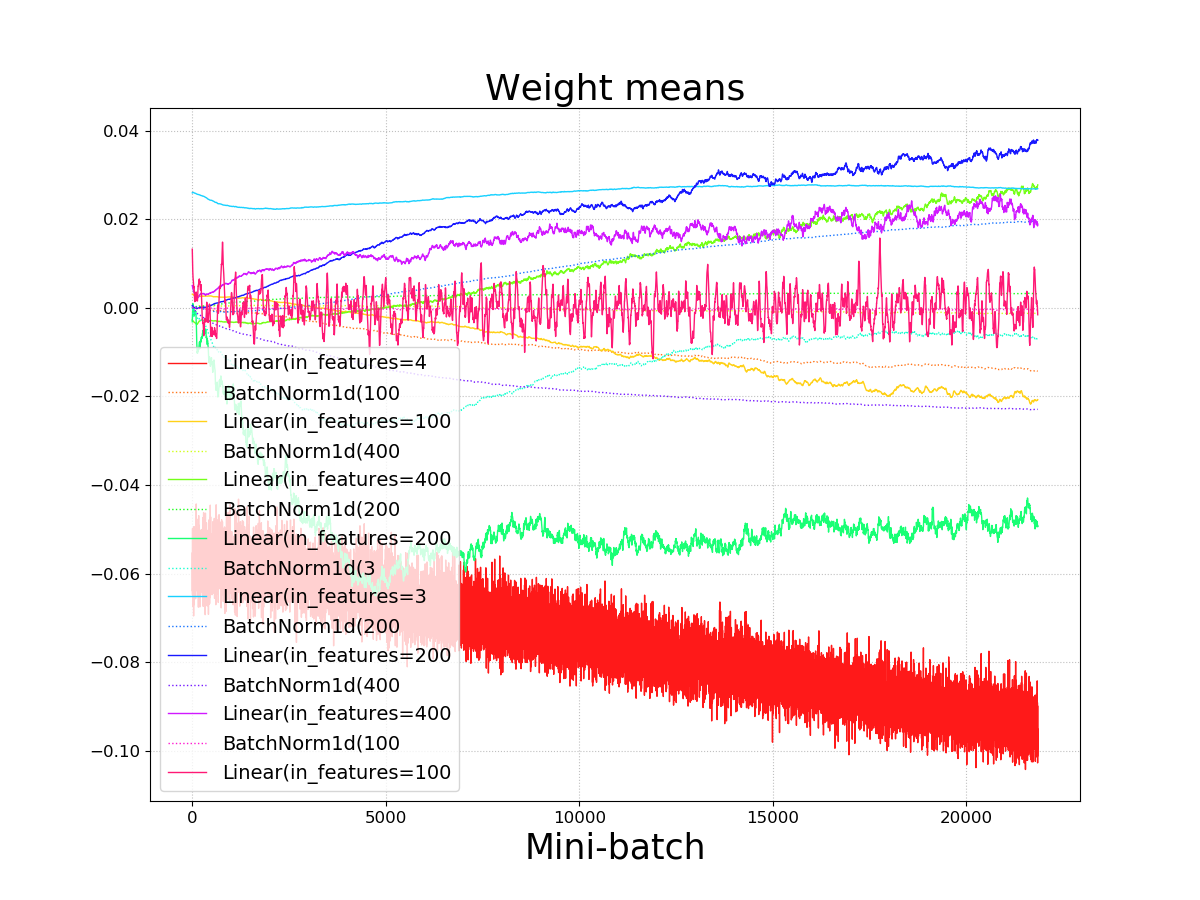 Weight means
0.04
0.02
0.00
−0.02
−0.04
−0.06
−0.08
−0.10
Linear(in_features=4
BatchNorm1d(100
Linear(in_features=100
BatchNorm1d(400
Linear(in_features=400
BatchNorm1d(200
Linear(in_features=200
BatchNorm1d(3
Linear(in_features=3
BatchNorm1d(200
Linear(in_features=200
BatchNorm1d(400
Linear(in_features=400
BatchNorm1d(100
Linear(in_features=100
0 5000 10000 15000 20000
Mini-batch